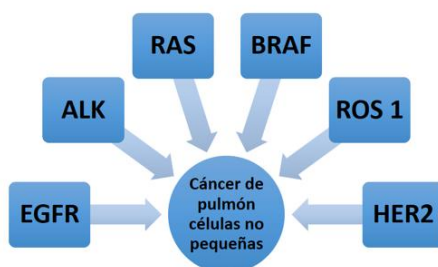 RAS
BRAF
ALK
ROS 1
EGFR
HER2
Cáncer de
pulmón
células no
pequeñas